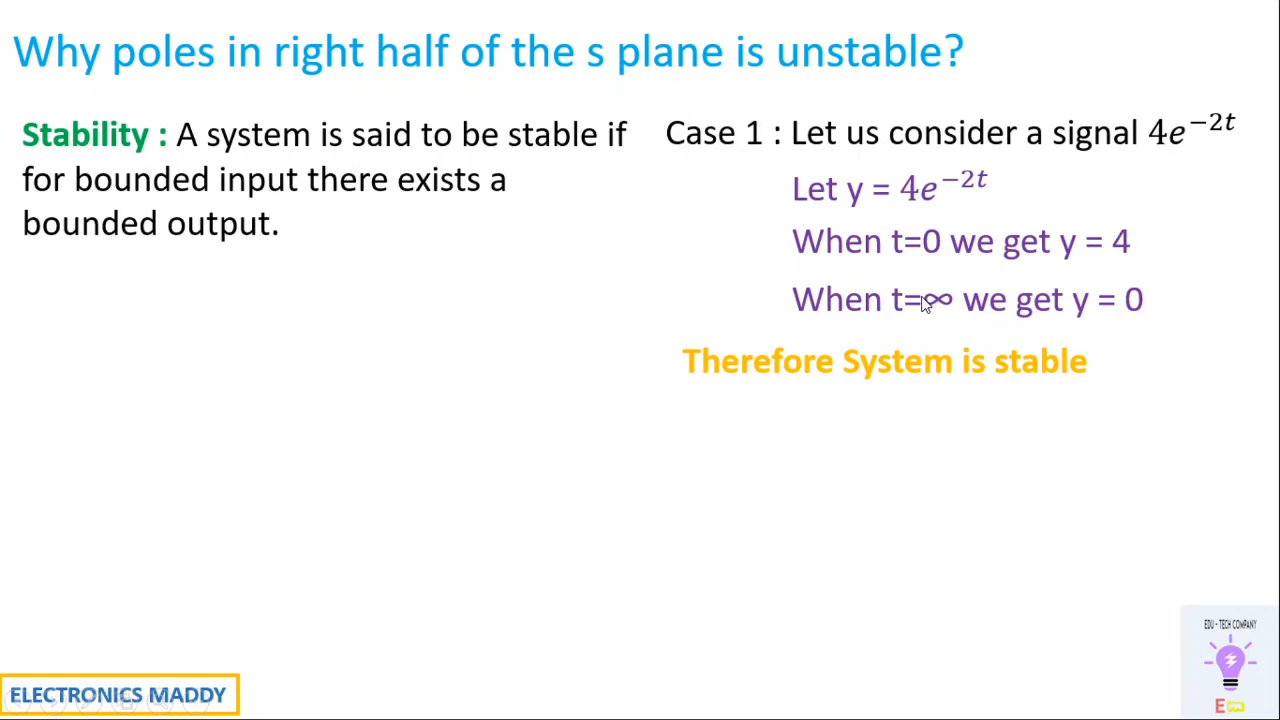 Why poles in right half of the s plane is unstable?
Stability : A system is said to be stable if
for bounded input there exists a
bounded output.
Case 1 : Let us consider a signal 4e^{-2t}
Let y = 4e^{-2t}
When t=0 we get y = 4
When t=∞ we get y = 0
Therefore System is stable
ELECTRONICS MADDY
EDU - TECH COMPANY
E